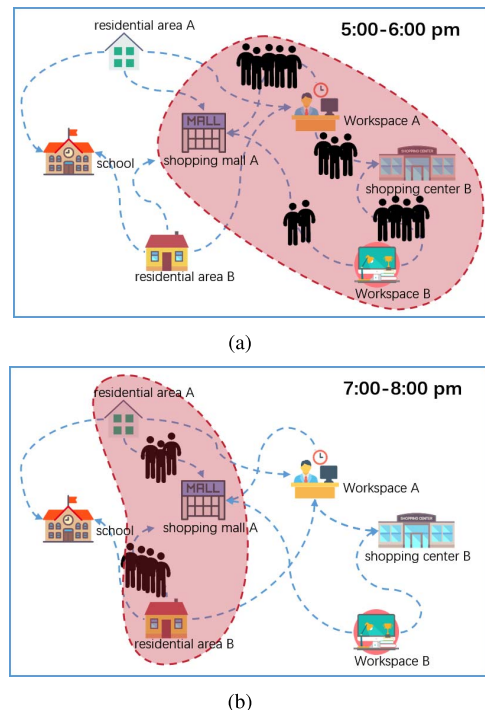 residential area A
5:00-6:00 pm
MALL
Workspace A
SHOPPING CENTER
school
shopping mall A
shopping center B
residential area B
Workspace B
(a)
residential area A
7:00-8:00 pm
MALL
Workspace A
SHOPPING CENTER
school
shopping mall A
shopping center B
residential area B
Workspace B
(b)